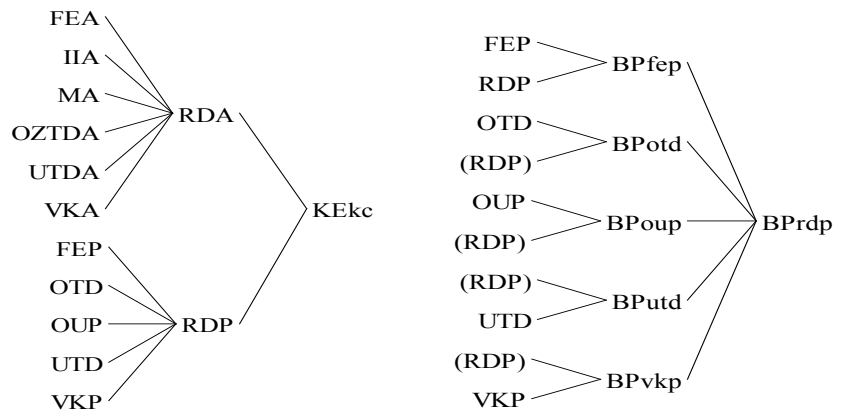 FEA
IIA
MA
OZTDA
UTDA
VKA
RDA
FEP
OTD
OUP
UTD
VKP
RDP
KEkc
FEP
RDP
BPfep
OTD
(RDP)
BPotd
OUP
(RDP)
BPoup
(RDP)
UTD
BPutd
(RDP)
VKP
BPvkp
BPrdp